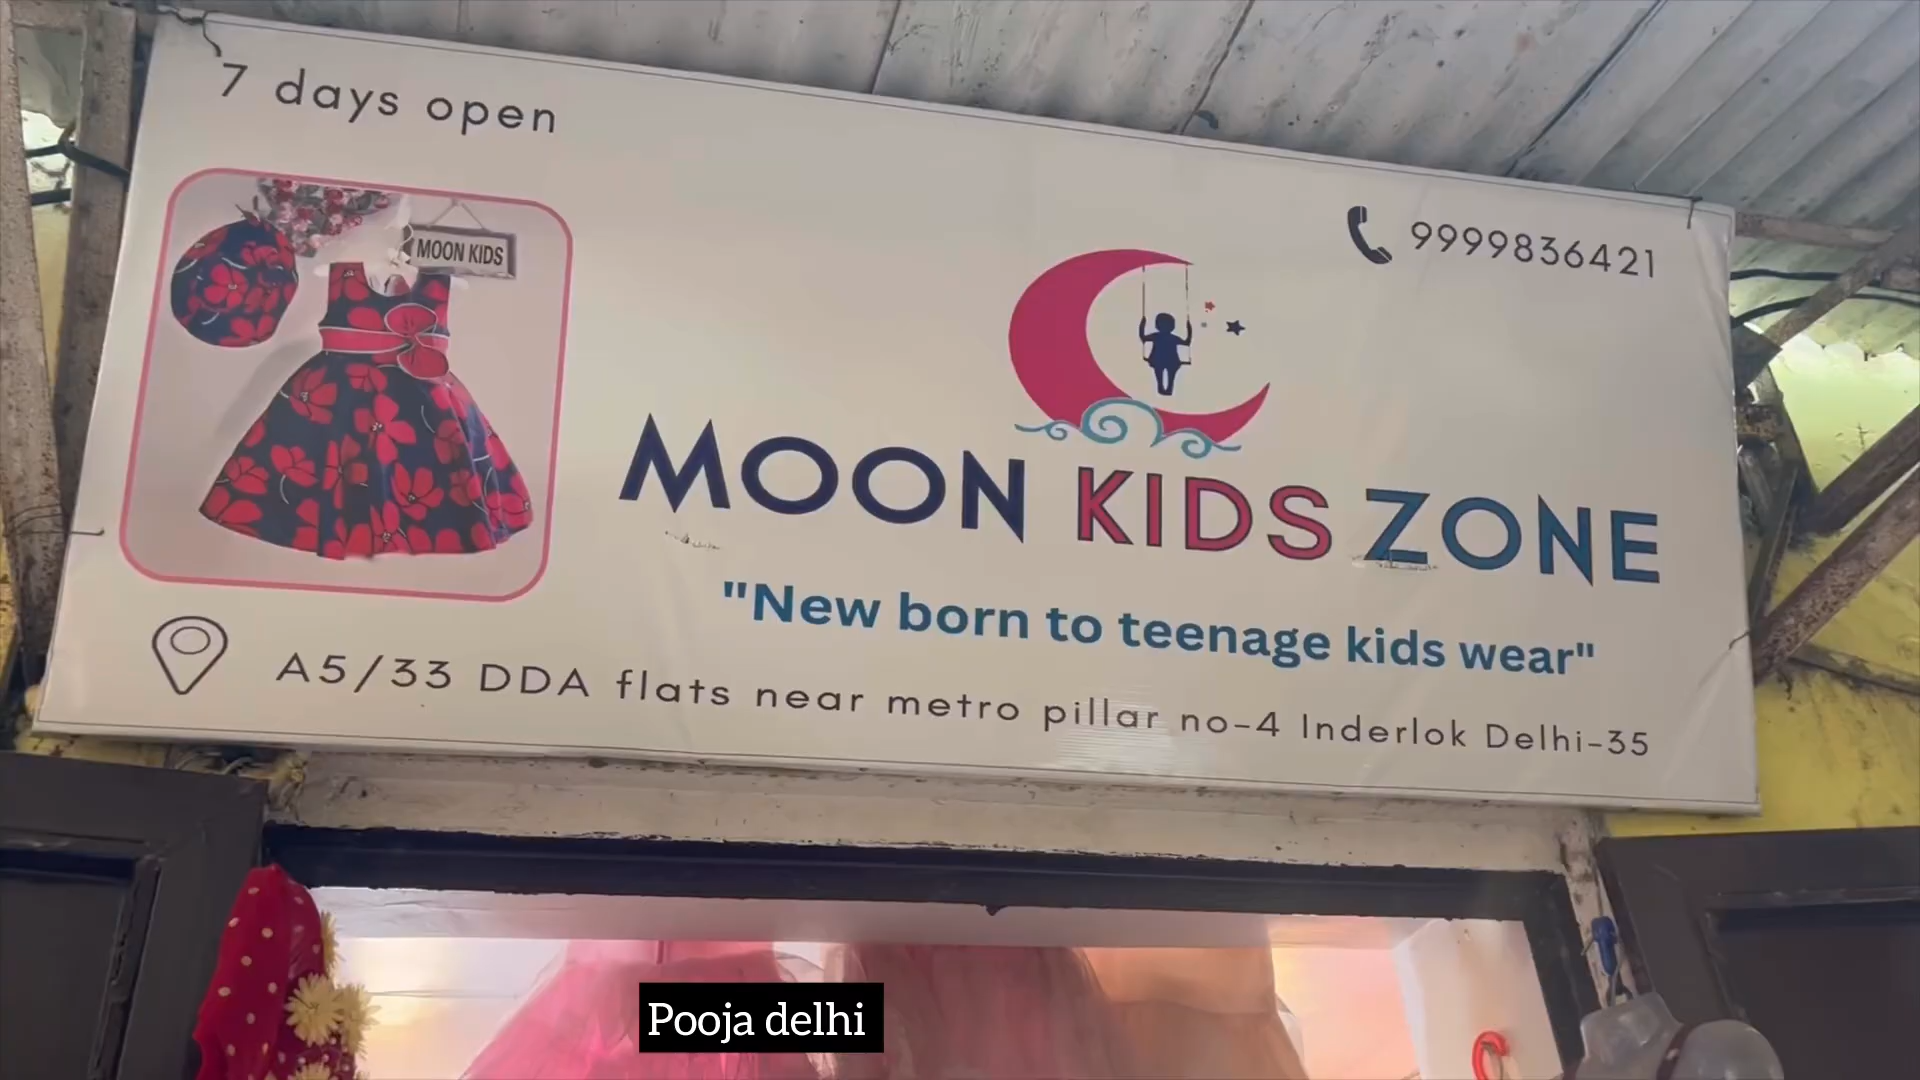 7 days open
MOON KIDS
9999836421
MOON KIDS ZONE
"New born to teenage kids wear"
A5/33 DDA flats near metro pillar no-4 Inderlok Delhi-35
Pooja delhi